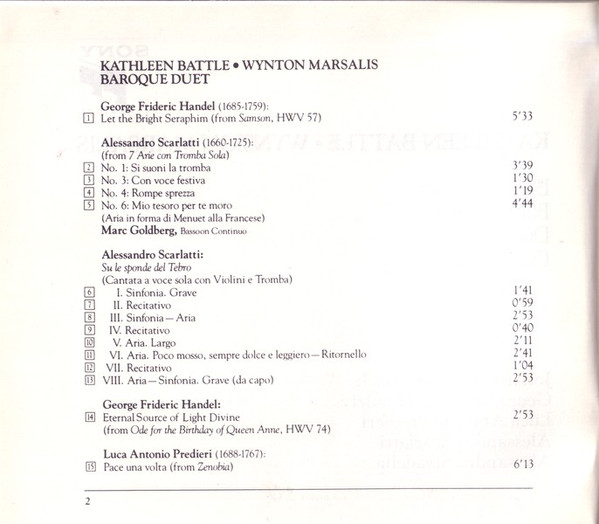 KATHLEEN BATTLE • WYNTON MARSALIS
BAROQUE DUET
George Frideric Handel (1685-1759):
1 Let the Bright Seraphim (from Samson, HWV 57) 5'33
Alessandro Scarlatti (1660-1725):
(from 7 Arie con Tromba Sola)
2 No. 1: Si suoni la tromba 3'39
3 No. 3: Con voce festiva 1'30
4 No. 4: Rompe sprezza 1'19
5 No. 6: Mio tesoro per te moro 4'44
(Aria in forma di Menuet alla Francese)
Marc Goldberg, Bassoon Continuo
Alessandro Scarlatti:
Su le sponde del Tebro
(Cantata a voce sola con Violini e Tromba)
6 I. Sinfonia. Grave 1'41
7 II. Recitativo 0'59
8 III. Sinfonia—Aria 2'53
9 IV. Recitativo 0'40
10 V. Aria. Largo 2'11
11 VI. Aria. Poco mosso, sempre dolce e leggiero—Ritornello 2'41
12 VII. Recitativo 1'04
13 VIII. Aria—Sinfonia. Grave (da capo) 2'53
George Frideric Handel:
14 Eternal Source of Light Divine 2'53
(from Ode for the Birthday of Queen Anne, HWV 74)
Luca Antonio Predieri (1688-1767):
15 Pace una volta (from Zenobia) 6'13
2